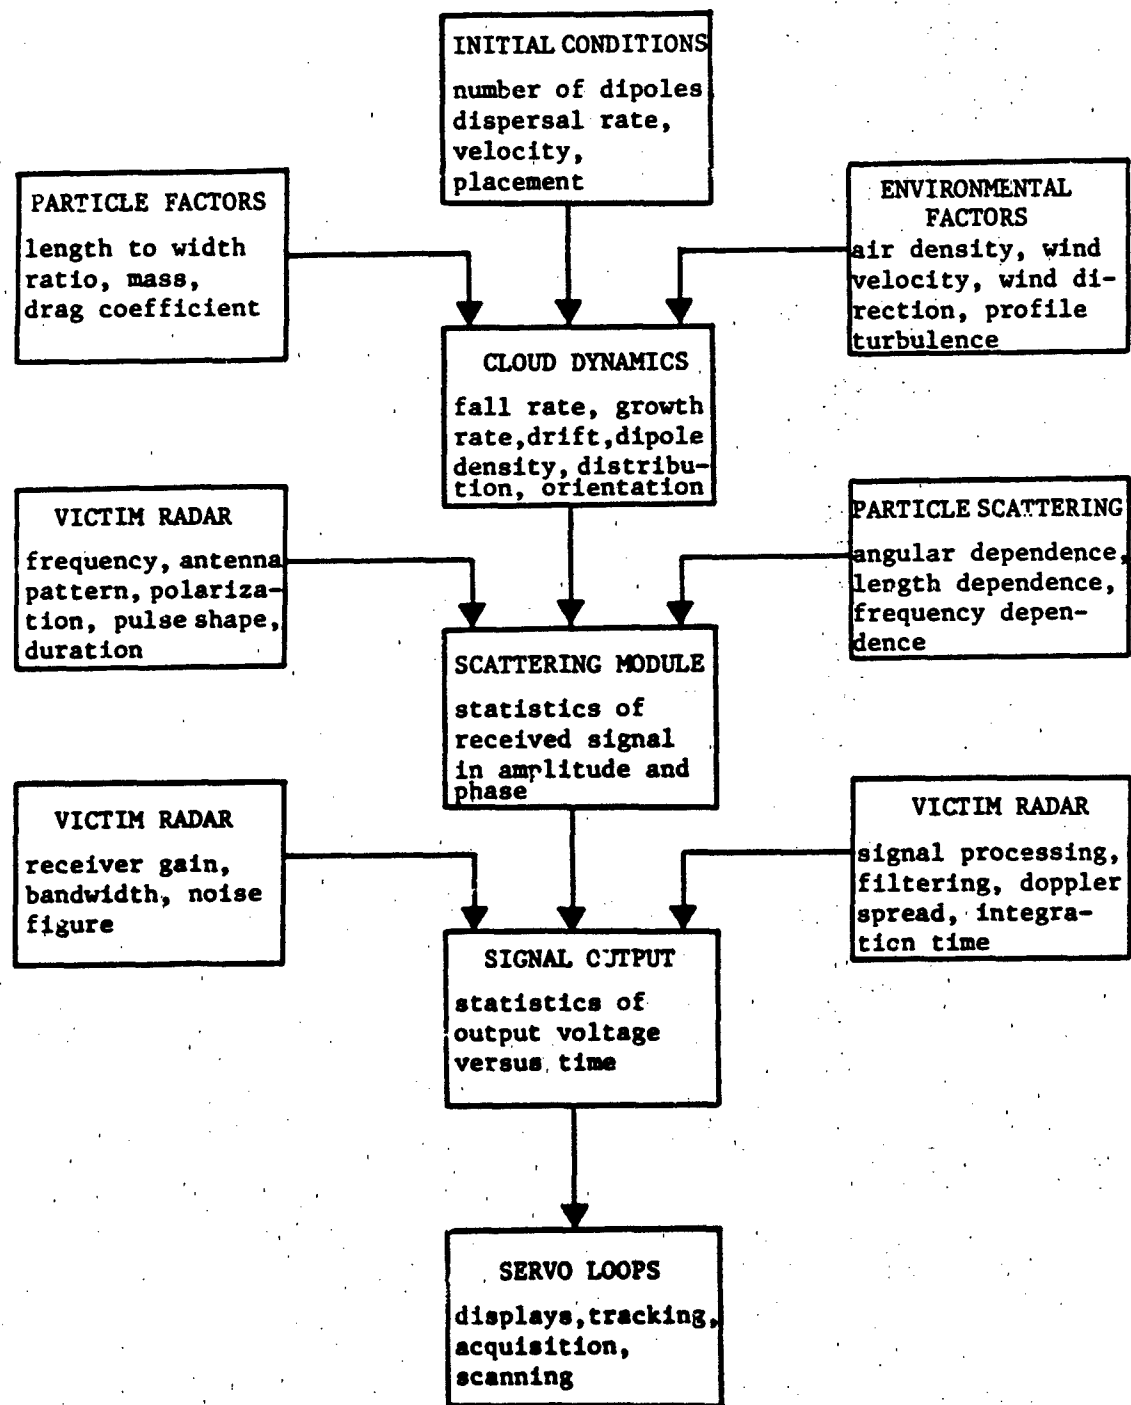 INITIAL CONDITIONS
number of dipoles
dispersal rate,
velocity,
placement
PARTICLE FACTORS
length to width
ratio, mass,
drag coefficient
ENVIRONMENTAL
FACTORS
air density, wind
velocity, wind di-
rection, profile
turbulence
CLOUD DYNAMICS
fall rate, growth
rate, drift, dipole
density, distribu-
tion, orientation
VICTIM RADAR
frequency, antenna
pattern, polariza-
tion, pulse shape,
duration
PARTICLE SCATTERING
angular dependence,
length dependence,
frequency depen-
dence
SCATTERING MODULE
statistics of
received signal
in amplitude and
phase
VICTIM RADAR
receiver gain,
bandwidth, noise
figure
VICTIM RADAR
signal processing,
filtering, doppler
spread, integra-
tion time
SIGNAL OUTPUT
statistics of
output voltage
versus time
SERVO LOOPS
displays, tracking,
acquisition,
scanning